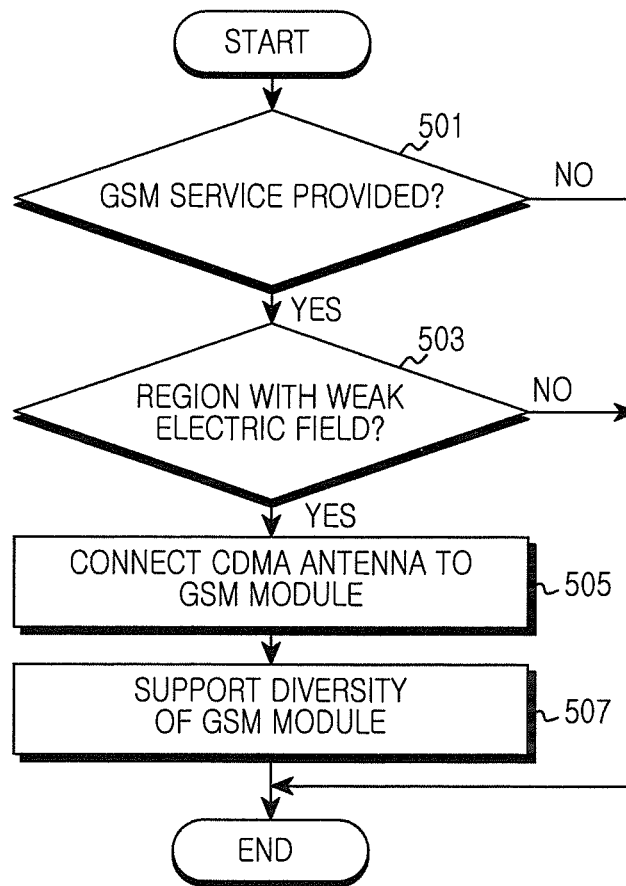 START
501
GSM SERVICE PROVIDED?
NO
YES
503
REGION WITH WEAK
ELECTRIC FIELD?
NO
YES
CONNECT CDMA ANTENNA TO
GSM MODULE
505
SUPPORT DIVERSITY
OF GSM MODULE
507
END